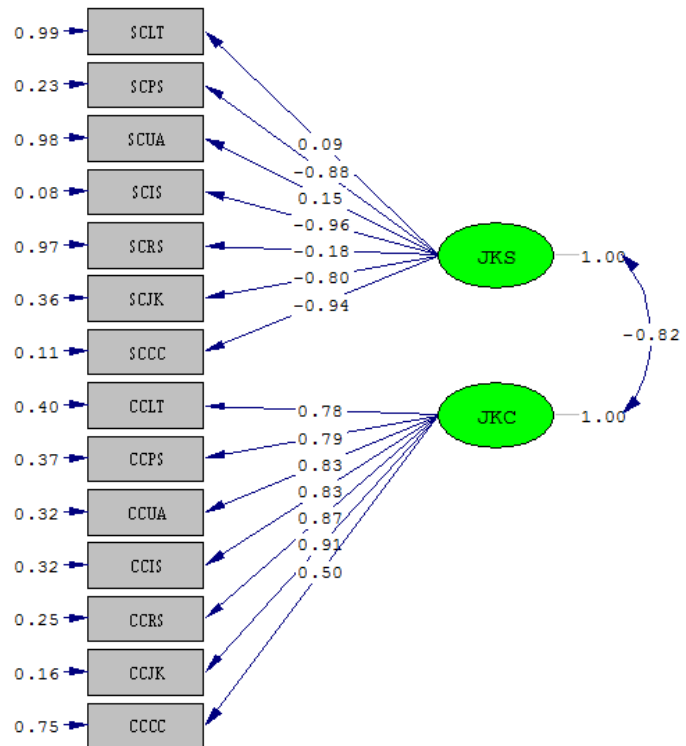 0.99 SCLT
0.23 SCPS
0.98 SCUA
0.09
-0.88
0.08 SCIS 0.15
-0.96
0.97 SCRS -0.18 JKS 1.00
0.36 SCJK -0.80
-0.94
0.11 SCCC -0.82
0.40 CCLT 0.78 JKC 1.00
0.79
0.37 CCPS 0.83
0.83
0.32 CCUA 0.87
0.91
0.32 CCIS 0.50
0.25 CCRS
0.16 CCJK
0.75 CCCC